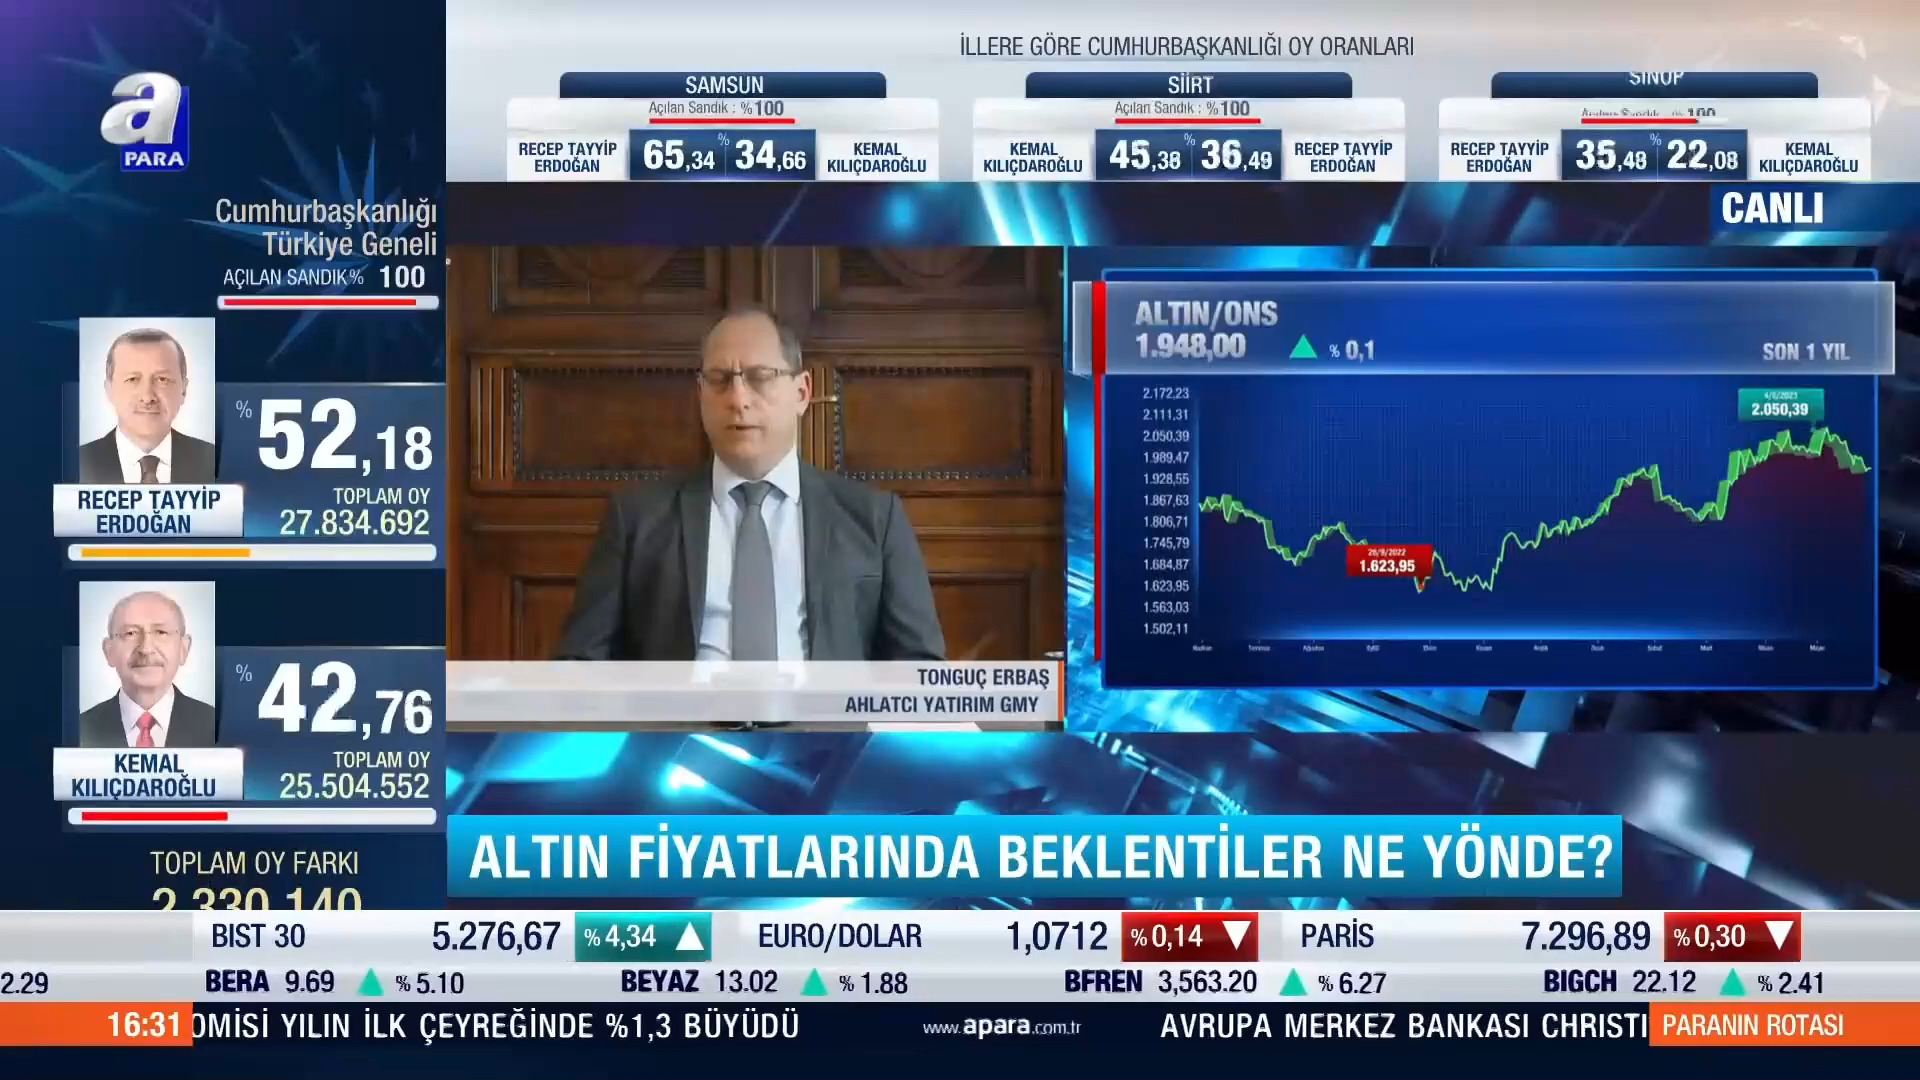 a
PARA
Cumhurbaşkanlığı
Türkiye Geneli
AÇILAN SANDIK% 100
% 52,18
RECEP TAYYİP
ERDOĞAN
TOPLAM OY
27.834.692
% 42,76
KEMAL
KILIÇDAROĞLU
TOPLAM OY
25.504.552
TOPLAM OY FARKI
2.330.140
İLLERE GÖRE CUMHURBAŞKANLIĞI OY ORANLARI
SAMSUN
Açılan Sandık : %100
RECEP TAYYİP
ERDOĞAN
65,34 % 34,66
KEMAL
KILIÇDAROĞLU
SİİRT
Açılan Sandık : %100
KEMAL
KILIÇDAROĞLU
45,38 % 36,49
RECEP TAYYİP
ERDOĞAN
SINOP
Açılan Sandık : %100
RECEP TAYYİP
ERDOĞAN
35,48 % 22,08
KEMAL
KILIÇDAROĞLU
CANLI
ALTIN/ONS
1.948,00
% 0,1
SON 1 YIL
2.172,23
2.111,31
2.050,39
1.989,47
1.928,55
1.867,63
1.806,71
1.745,79
1.684,87
1.623,95
1.563,03
1.502,11
2.050,39
1.623,95
TONGUÇ ERBAŞ
AHLATCI YATIRIM GMY
ALTIN FİYATLARINDA BEKLENTİLER NE YÖNDE?
BIST 30 5.276,67 % 4,34 EURO/DOLAR 1,0712 % 0,14 PARİS 7.296,89 % 0,30
2.29 BERA 9.69 % 5.10 BEYAZ 13.02 % 1.88 BFREN 3,563.20 % 6.27 BIGCH 22.12 % 2.41
16:31 OMİSİ YILIN İLK ÇEYREĞİNDE %1,3 BÜYÜDÜ www.apara.com.tr AVRUPA MERKEZ BANKASI CHRISTI PARANIN ROTASI